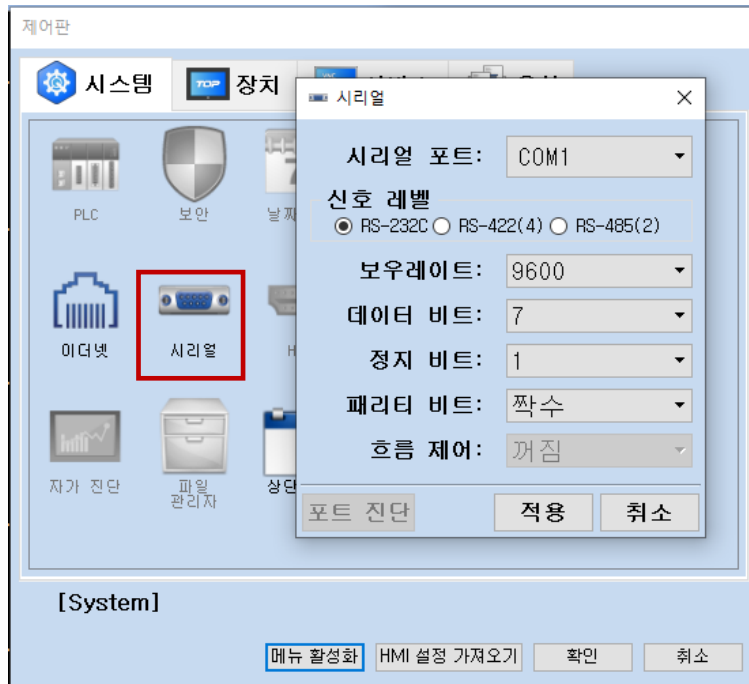 제어판
시스템
TOP 장치
시리얼
PLC
보안
날짜
이더넷
시리얼
H
자가 진단
파일
관리자
상단
시리얼 포트: COM1
신호 레벨
RS-232C RS-422(4) RS-485(2)
보우레이트: 9600
데이터 비트: 7
정지 비트: 1
패리티 비트: 짝수
흐름 제어: 꺼짐
포트 진단 적용 취소
[System]
메뉴 활성화 HMI 설정 가져오기 확인 취소